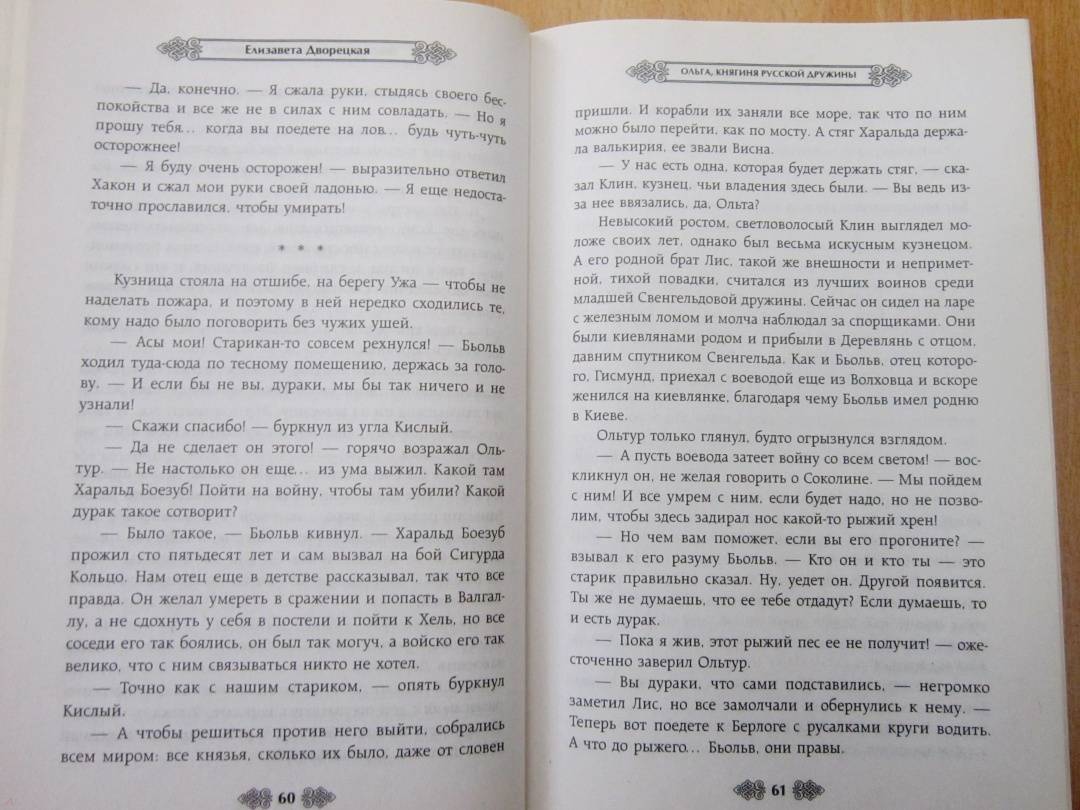 Елизавета Дворецкая
— Да, конечно. — Я сжала руки, стыдясь своего бес-
покойства и все же не в силах с ним совладать. — Но я
прошу тебя... когда вы поедете на лов... будь чуть-чуть
осторожнее!
— Я буду очень осторожен! — выразительно ответил
Хакон и сжал мои руки своей ладонью. — Я еще недоста-
точно прославился, чтобы умирать!
* * *
Кузница стояла на отшибе, на берегу Ужа — чтобы не
наделать пожара, и поэтому в ней нередко сходились те,
кому надо было поговорить без чужих ушей.
— Асы мои! Старикан-то совсем рехнулся! — Бьольв
ходил туда-сюда по тесному помещению, держась за голо-
ву. — И если бы не вы, дураки, мы бы так ничего и не
узнали!
— Скажи спасибо! — буркнул из угла Кислый.
— Да не сделает он этого! — горячо возражал Оль-
тур. — Не настолько он еще... из ума выжил. Какой там
Харальд Боезуб! Пойти на войну, чтобы там убили? Какой
дурак такое сотворит?
— Было такое, — Бьольв кивнул. — Харальд Боезуб
прожил сто пятьдесят лет и сам вызвал на бой Сигурда
Кольцо. Нам отец еще в детстве рассказывал, так что все
правда. Он желал умереть в сражении и попасть в Валгал-
лу, а не сдохнуть у себя в постели и пойти к Хель, но все
соседи его так боялись, он был так могуч, а войско его так
велико, что с ним связываться никто не хотел.
— Точно как с нашим стариком, — опять буркнул
Кислый.
— А чтобы решиться против него выйти, собрались
всем миром: все князья, сколько их было, даже от словен
60
ОЛЬГА, КНЯГИНЯ РУССКОЙ ДРУЖИНЫ
пришли. И корабли их заняли все море, так что по ним
можно было перейти, как по мосту. А стяг Харальда держа-
ла валькирия, ее звали Висна.
— У нас есть одна, которая будет держать стяг, — ска-
зал Клин, кузнец, чьи владения здесь были. — Вы ведь из-
за нее ввязались, да, Ольта?
Невысокий ростом, светловолосый Клин выглядел мо-
ложе своих лет, однако был весьма искусным кузнецом.
А его родной брат Лис, такой же внешности и непримет-
ной, тихой повадки, считался из лучших воинов среди
младшей Свенгельдовой дружины. Сейчас он сидел на ларе
с железным ломом и молча наблюдал за спорщиками. Они
были киевлянами родом и прибыли в Деревлянь с отцом,
давним спутником Свенгельда. Как и Бьольв, отец которо-
го, Гисмунд, приехал с воеводой еще из Волховца и вскоре
женился на киевлянке, благодаря чему Бьольв имел родню
в Киеве.
Ольтур только глянул, будто огрызнулся взглядом.
— А пусть воевода затеет войну со всем светом! — вос-
кликнул он, не желая говорить о Соколине. — Мы пойдем
с ним! И все умрем с ним, если будет надо, но не позво-
лим, чтобы здесь задирал нос какой-то рыжий хрен!
— Но чем вам поможет, если вы его прогоните? —
взывал к его разуму Бьольв. — Кто он и кто ты — это
старик правильно сказал. Ну, уедет он. Другой появится.
Ты же не думаешь, что ее тебе отдадут? Если думаешь, то
и есть дурак.
— Пока я жив, этот рыжий пес ее не получит! — оже-
сточенно заверил Ольтур.
— Вы дураки, что сами подставились, — негромко
заметил Лис, но все замолчали и обернулись к нему. —
Теперь вот поедете к Берлоге с русалками круги водить.
А что до рыжего... Бьольв, они правы.
61